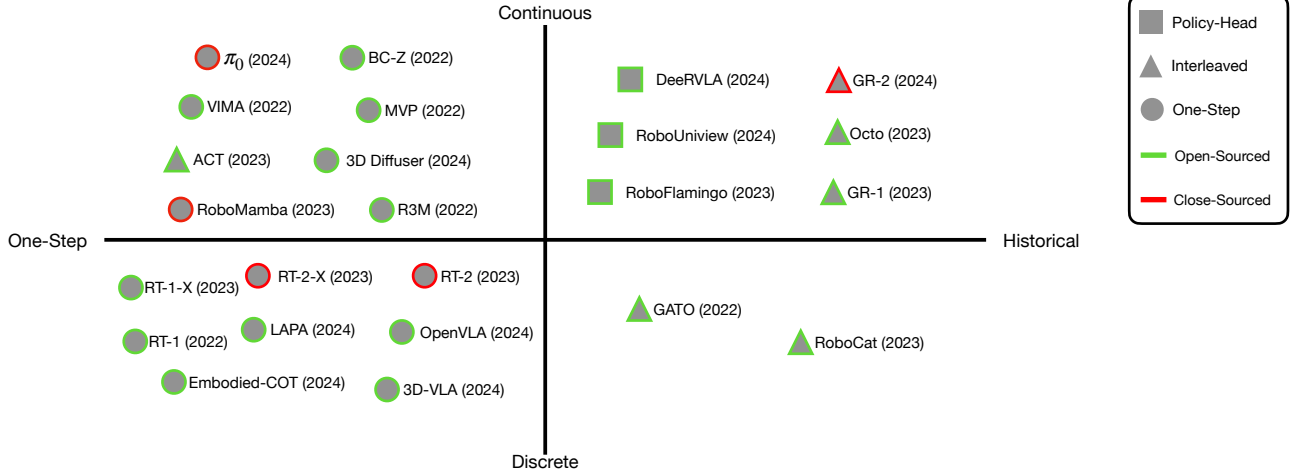 Continuous
π0 (2024)
BC-Z (2022)
VIMA (2022)
MVP (2022)
ACT (2023)
3D Diffuser (2024)
RoboMamba (2023)
R3M (2022)
DeeRVLA (2024)
GR-2 (2024)
RoboUniview (2024)
Octo (2023)
RoboFlamingo (2023)
GR-1 (2023)
One-Step
Historical
RT-1-X (2023)
RT-2-X (2023)
RT-2 (2023)
RT-1 (2022)
LAPA (2024)
OpenVLA (2024)
Embodied-COT (2024)
3D-VLA (2024)
GATO (2022)
RoboCat (2023)
Discrete
Policy-Head
Interleaved
One-Step
Open-Sourced
Close-Sourced